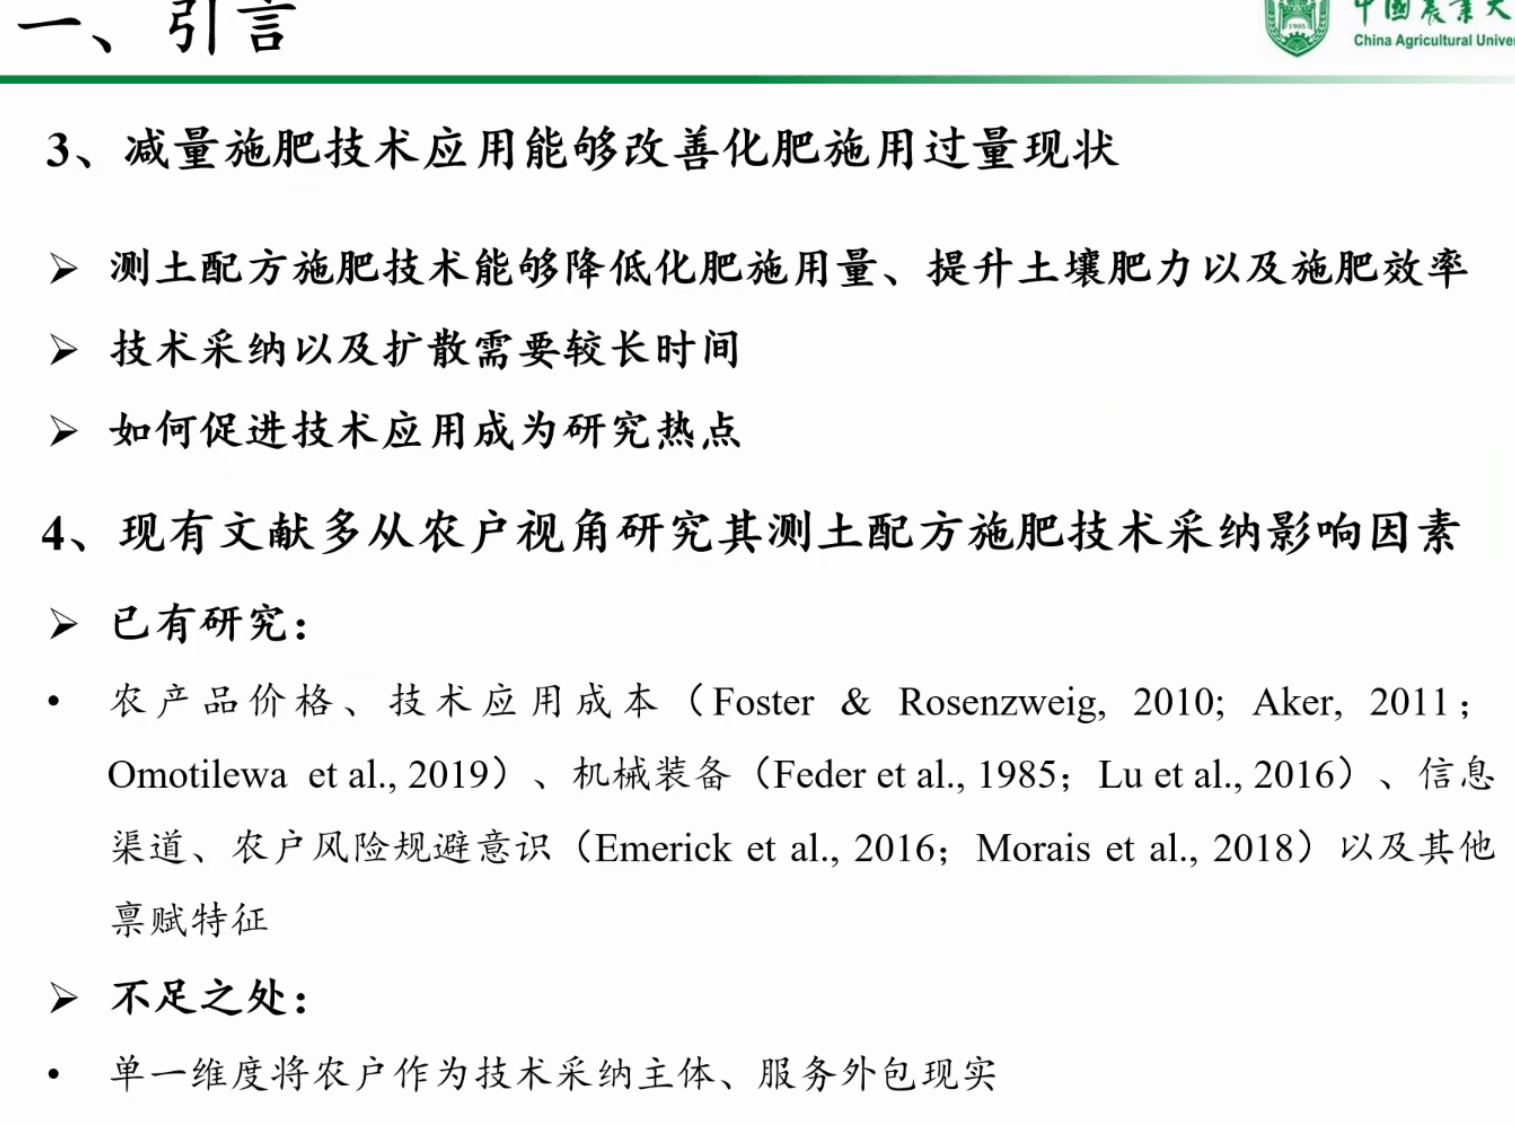 一、引言
中国农业大
China Agricultural Univer
1905
3、减量施肥技术应用能够改善化肥施用过量现状
➢ 测土配方施肥技术能够降低化肥施用量、提升土壤肥力以及施肥效率
➢ 技术采纳以及扩散需要较长时间
➢ 如何促进技术应用成为研究热点
4、现有文献多从农户视角研究其测土配方施肥技术采纳影响因素
➢ 已有研究：
• 农产品价格、技术应用成本（Foster & Rosenzweig, 2010; Aker, 2011；
Omotilewa et al., 2019）、机械装备（Feder et al., 1985；Lu et al., 2016）、信息
渠道、农户风险规避意识（Emerick et al., 2016；Morais et al., 2018）以及其他
禀赋特征
➢ 不足之处：
• 单一维度将农户作为技术采纳主体、服务外包现实